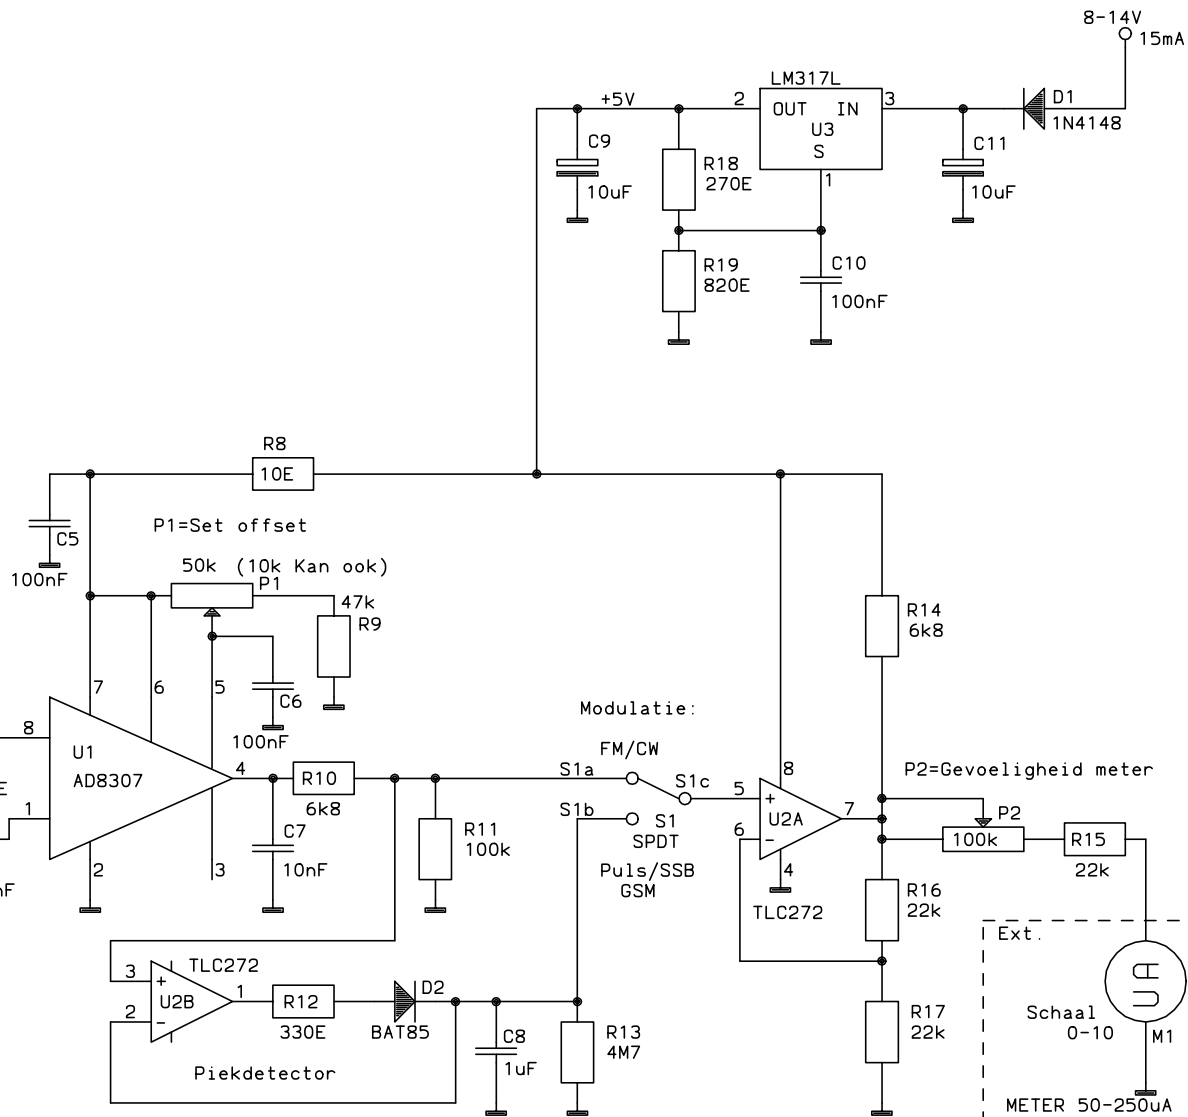 8-14V
15mA
LM317L
+5V
2
OUT
IN
3
U3
S
1
D1
1N4148
C9
10uF
R18
270E
C11
10uF
R19
820E
C10
100nF
R8
10E
P1=Set offset
C5
100nF
50k (10k Kan ook)
P1
47k
R9
R14
6k8
7
6
5
C6
100nF
Modulatie:
8
U1
AD8307
4
R10
6k8
FM/CW
S1a
S1c
8
P2=Gevoeligheid meter
5
+
7
P2
E
1
C7
10nF
R11
100k
S1b
S1
SPDT
6
-
U2A
100k
R15
22k
2
3
Puls/SSB
GSM
4
TLC272
R16
22k
nF
Ext.
TLC272
3
+
U2B
1
2
-
R12
330E
D2
BAT85
C8
1uF
R13
4M7
R17
22k
UA
Schaal
0-10
M1
Piekdetector
METER 50-250uA